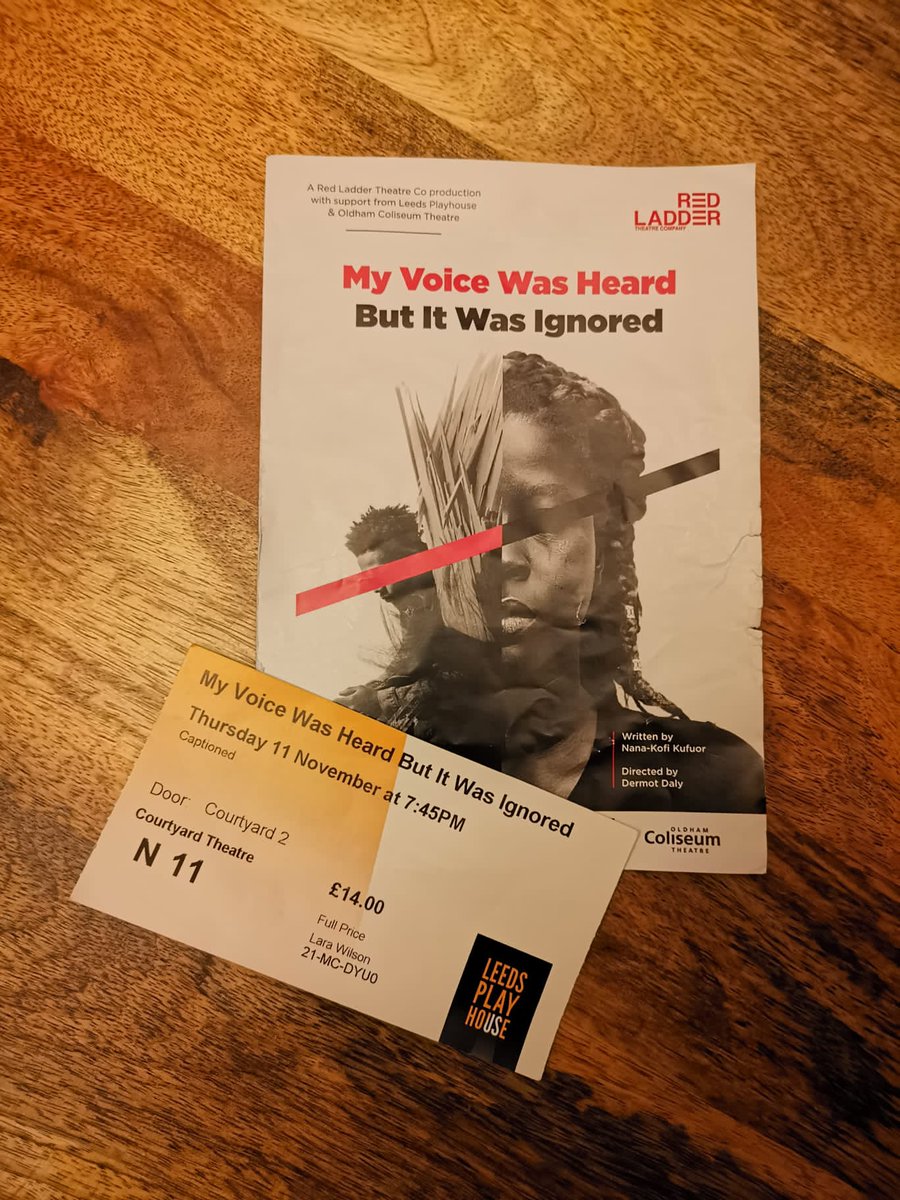 A Red Ladder Theatre Co production
with support from Leeds Playhouse
& Oldham Coliseum Theatre
RED
LADDER
THEATRE COMPANY
My Voice Was Heard
But It Was Ignored
Written by
Nana-Kofi Kufuor
Directed by
Dermot Daly
OLDHAM
Coliseum
THEATRE
My Voice Was Heard But It Was Ignored
Thursday 11 November at 7:45PM
Captioned
Door: Courtyard 2
Courtyard Theatre
N 11
£14.00
Full Price
Lara Wilson
21-MC-DYU0
LEEDS
PLAY
HOUSE